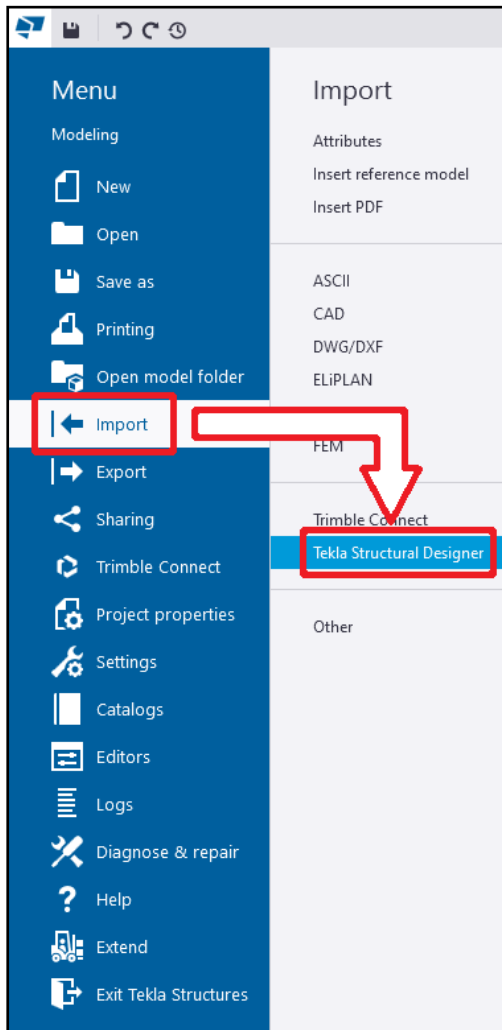 Menu
Modeling
New
Open
Save as
Printing
Open model folder
Import
Export
Sharing
Trimble Connect
Project properties
Settings
Catalogs
Editors
Logs
Diagnose & repair
Help
Extend
Exit Tekla Structures
Import
Attributes
Insert reference model
Insert PDF
ASCII
CAD
DWG/DXF
ELiPLAN
FEM
Trimble Connect
Tekla Structural Designer
Other